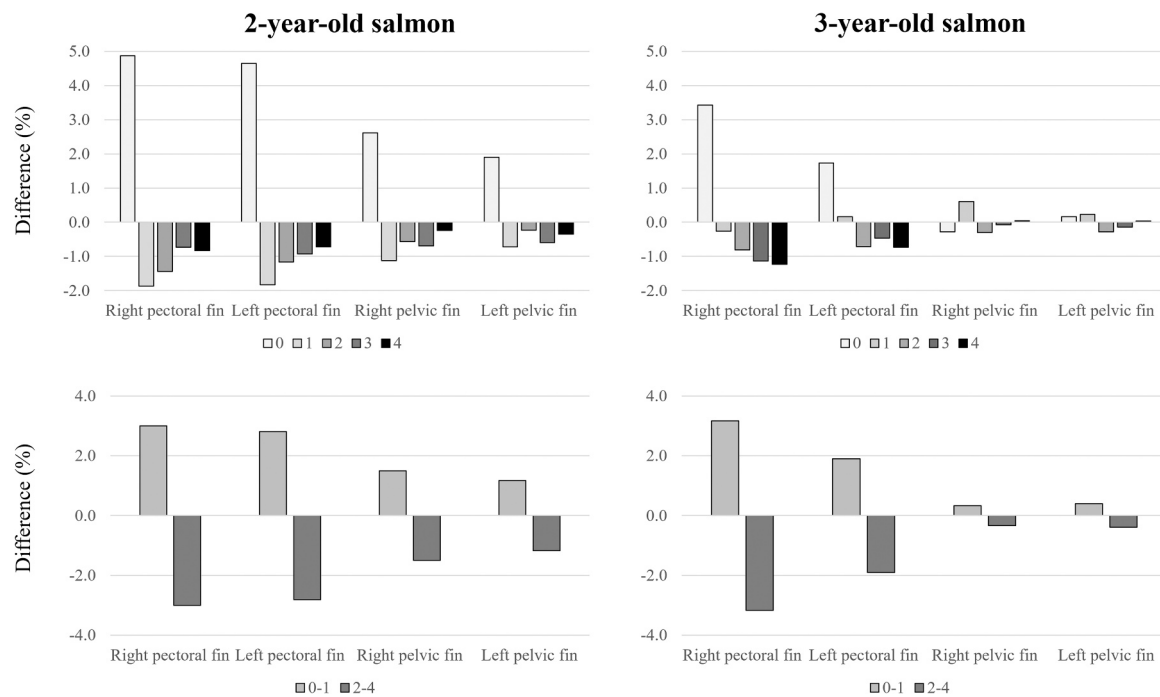 2-year-old salmon
Difference (%)
5.0
4.0
3.0
2.0
1.0
0.0
-1.0
-2.0
Right pectoral fin Left pectoral fin Right pelvic fin Left pelvic fin
0 1 2 3 4
3-year-old salmon
5.0
4.0
3.0
2.0
1.0
0.0
-1.0
-2.0
Right pectoral fin Left pectoral fin Right pelvic fin Left pelvic fin
0 1 2 3 4
Difference (%)
4.0
2.0
0.0
-2.0
-4.0
Right pectoral fin Left pectoral fin Right pelvic fin Left pelvic fin
0-1 2-4
4.0
2.0
0.0
-2.0
-4.0
Right pectoral fin Left pectoral fin Right pelvic fin Left pelvic fin
0-1 2-4